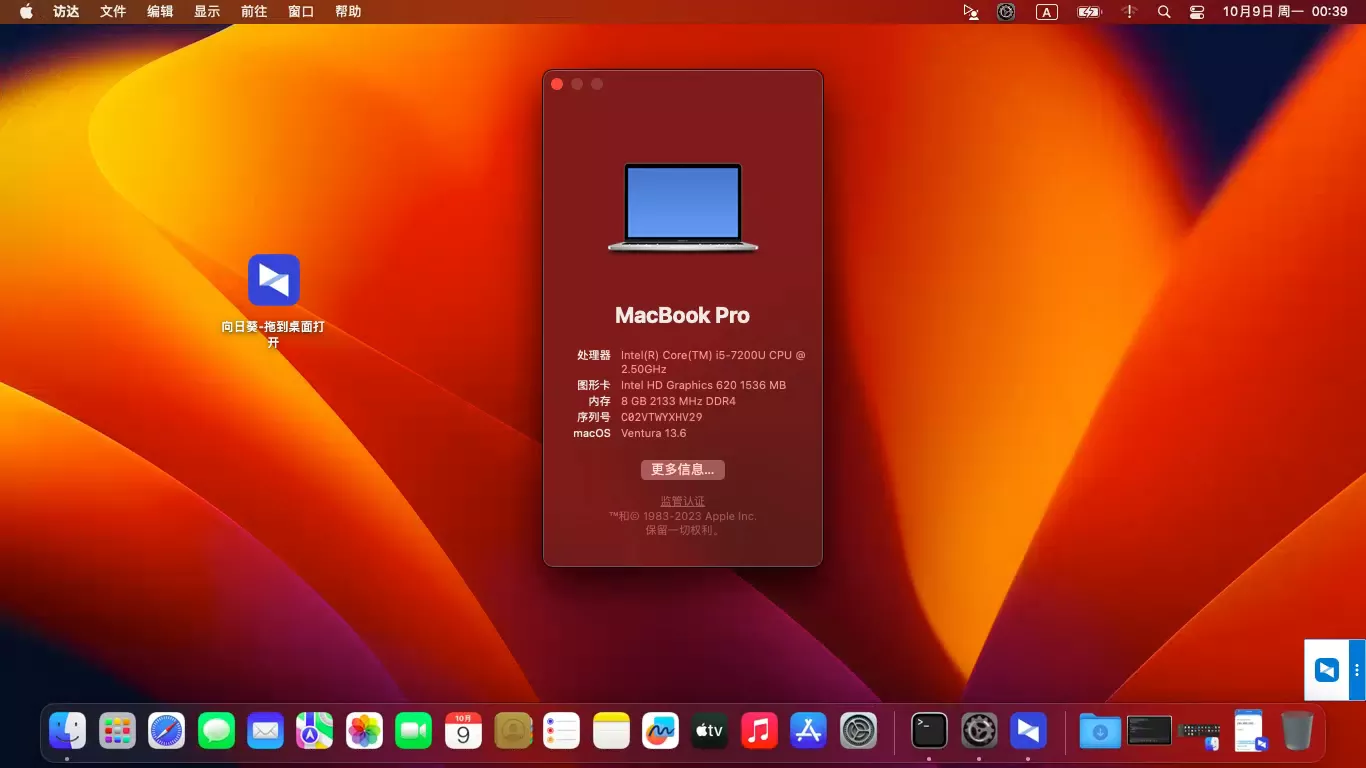 访达 文件 编辑 显示 前往 窗口 帮助 A 10月9日 周一 00:39
向日葵-拖到桌面打
开
MacBook Pro
处理器 Intel(R) Core(TM) i5-7200U CPU @
2.50GHz
图形卡 Intel HD Graphics 620 1536 MB
内存 8 GB 2133 MHz DDR4
序列号 C02VTWYXHV29
macOS Ventura 13.6
更多信息...
监管认证
™和© 1983-2023 Apple Inc.
保留一切权利。
10月
9
tv